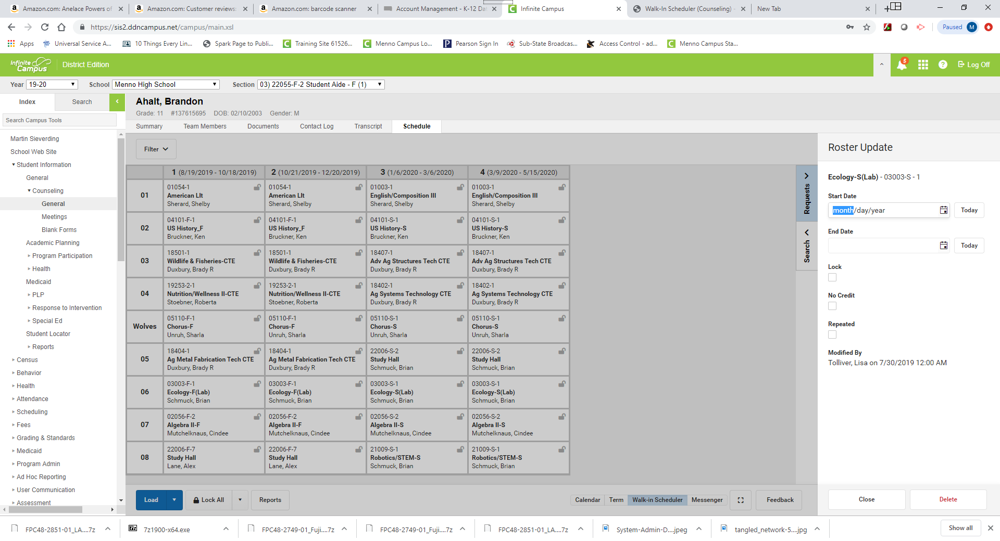 Amazon.com: Anelace Powers of
Amazon.com: Customer reviews:
Amazon.com: barcode scanner
Account Management - K-12 Dat
Infinite Campus
Walk-In Scheduler (Counseling) -
New Tab
https://sis2.ddncampus.net/campus/main.xsl
Paused M
Apps
Universal Service A...
10 Things Every Lin...
Spark Page to Publi...
Training Site 61526...
Menno Campus Lo...
Pearson Sign In
Sub-State Broadcas...
Access Control - ad...
Menno Campus Sta...
Infinite Campus
District Edition
5
Log Off
Year 19-20
School Menno High School
Section 03) 22055-F-2 Student Aide - F (1)
Index
Search
Search Campus Tools
Martin Sieverding
School Web Site
Student Information
General
Counseling
General
Meetings
Blank Forms
Academic Planning
Program Participation
Health
Medicaid
PLP
Response to Intervention
Special Ed
Student Locator
Reports
Census
Behavior
Health
Attendance
Scheduling
Fees
Grading & Standards
Medicaid
Program Admin
Ad Hoc Reporting
User Communication
Assessment
Ahalt, Brandon
Grade: 11 #137615695 DOB: 02/10/2003 Gender: M
Summary Team Members Documents Contact Log Transcript Schedule
Filter
1 (8/19/2019 - 10/18/2019) 2 (10/21/2019 - 12/20/2019) 3 (1/6/2020 - 3/6/2020) 4 (3/9/2020 - 5/15/2020)
01
01054-1 01054-1 01003-1 01003-1
American LIt American LIt English/Composition III English/Composition III
Sherard, Shelby Sherard, Shelby Sherard, Shelby Sherard, Shelby
02
04101-F-1 04101-F-1 04101-S-1 04101-S-1
US History_F US History_F US History-S US History-S
Bruckner, Ken Bruckner, Ken Bruckner, Ken Bruckner, Ken
03
18501-1 18501-1 18407-1 18407-1
Wildlife & Fisheries-CTE Wildlife & Fisheries-CTE Adv Ag Structures Tech CTE Adv Ag Structures Tech CTE
Duxbury, Brady R Duxbury, Brady R Duxbury, Brady R Duxbury, Brady R
04
19253-2-1 19253-2-1 18402-1 18402-1
Nutrition/Wellness II-CTE Nutrition/Wellness II-CTE Ag Systems Technology CTE Ag Systems Technology CTE
Stoebner, Roberta Stoebner, Roberta Duxbury, Brady R Duxbury, Brady R
Wolves
05110-F-1 05110-F-1 05110-S-1 05110-S-1
Chorus-F Chorus-F Chorus-S Chorus-S
Unruh, Sharla Unruh, Sharla Unruh, Sharla Unruh, Sharla
05
18404-1 18404-1 22006-S-2 22006-S-2
Ag Metal Fabrication Tech CTE Ag Metal Fabrication Tech CTE Study Hall Study Hall
Duxbury, Brady R Duxbury, Brady R Schmuck, Brian Schmuck, Brian
06
03003-F-1 03003-F-1 03003-S-1 03003-S-1
Ecology-F(Lab) Ecology-F(Lab) Ecology-S(Lab) Ecology-S(Lab)
Schmuck, Brian Schmuck, Brian Schmuck, Brian Schmuck, Brian
07
02056-F-2 02056-F-2 02056-S-2 02056-S-2
Algebra II-F Algebra II-F Algebra II-S Algebra II-S
Mutchelknaus, Cindee Mutchelknaus, Cindee Mutchelknaus, Cindee Mutchelknaus, Cindee
08
22006-F-7 22006-F-7 21009-S-1 21009-S-1
Study Hall Study Hall Robotics/STEM-S Robotics/STEM-S
Lane, Alex Lane, Alex Schmuck, Brian Schmuck, Brian
Requests
Search
Load
Lock All
Reports
Calendar Term Walk-in Scheduler Messenger
Feedback
Roster Update
Ecology-S(Lab) - 03003-S - 1
Start Date
month/day/year
Today
End Date
Today
Lock
No Credit
Repeated
Modified By
Tolliver, Lisa on 7/30/2019 12:00 AM
Close
Delete
FPC48-2851-01_LA....7z
7z1900-x64.exe
FPC48-2749-01_Fuji....7z
FPC48-2749-01_Fuji....7z
FPC48-2851-01_LA....7z
System-Admin-D....jpeg
tangled_network-5....jpg
Show all